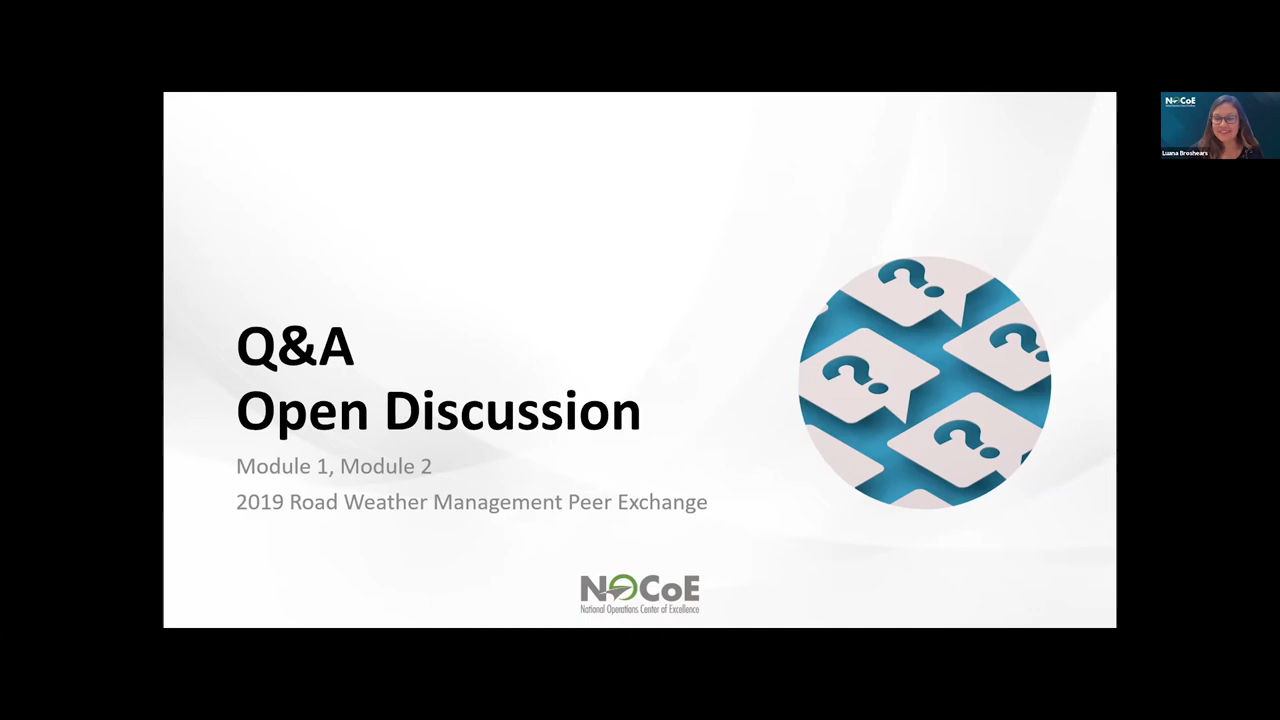 Q&A
Open Discussion
Module 1, Module 2
2019 Road Weather Management Peer Exchange
NOCoE
National Operations Center of Excellence
NOCoE
Luana Broshears